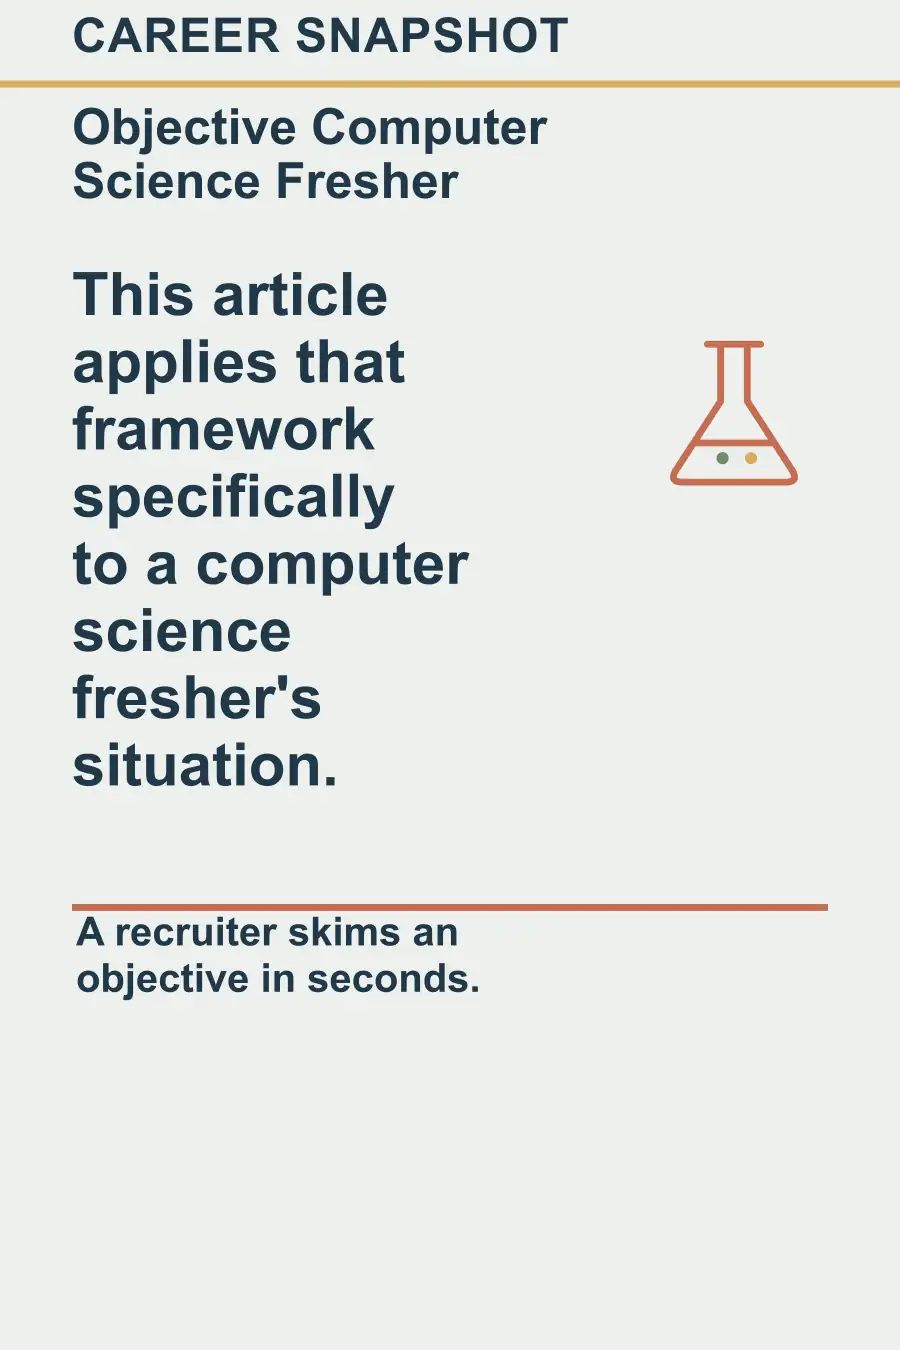 CAREER SNAPSHOT
Objective Computer
Science Fresher
This article
applies that
framework
specifically
to a computer
science
fresher's
situation.
A recruiter skims an
objective in seconds.